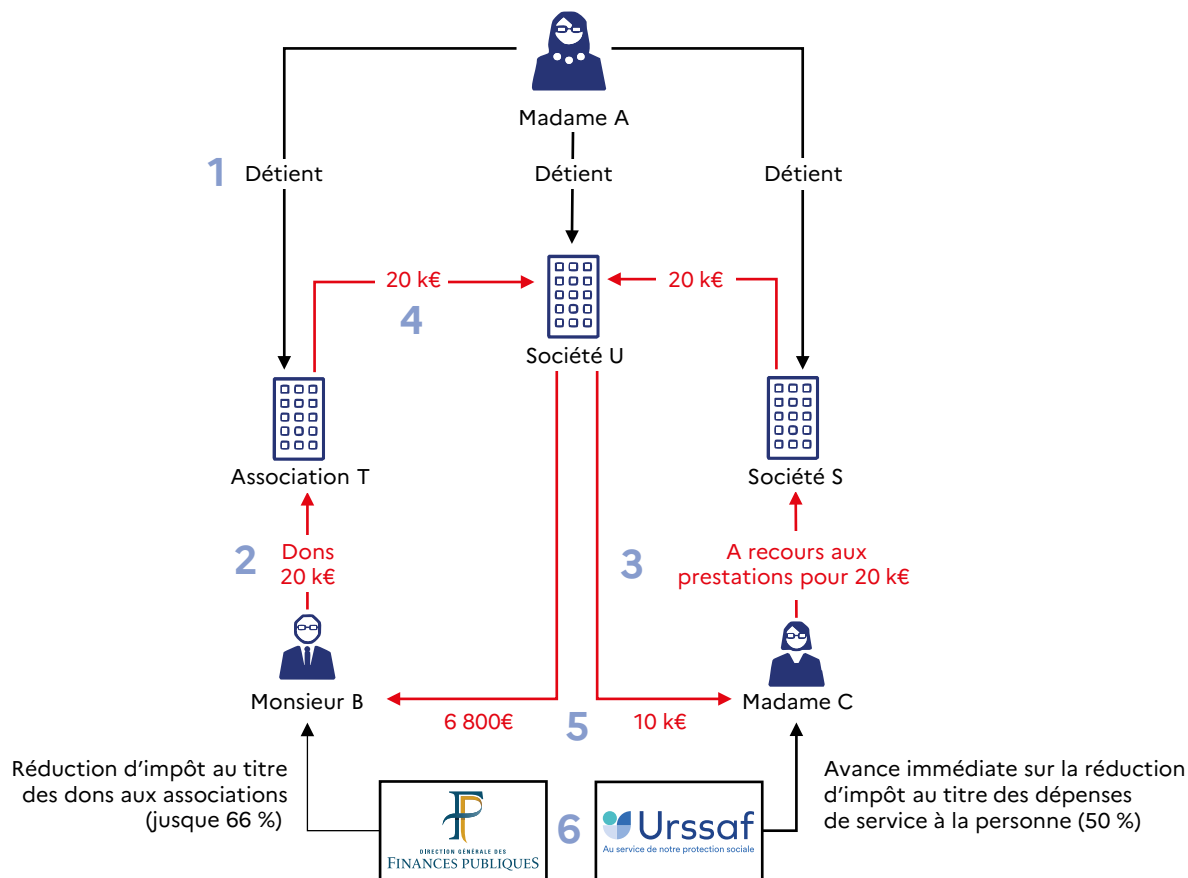 Madame A
1
Détient
Détient
Détient
20 k€
20 k€
4
Société U
Association T
Société S
2
Dons
20 k€
3
A recours aux
prestations pour 20 k€
Monsieur B
Madame C
6 800€
5
10 k€
Réduction d’impôt au titre
des dons aux associations
(jusque 66 %)
FP
DIRECTION GÉNÉRALE DES
FINANCES PUBLIQUES
6
Urssaf
Au service de notre protection sociale
Avance immédiate sur la réduction
d’impôt au titre des dépenses
de service à la personne (50 %)